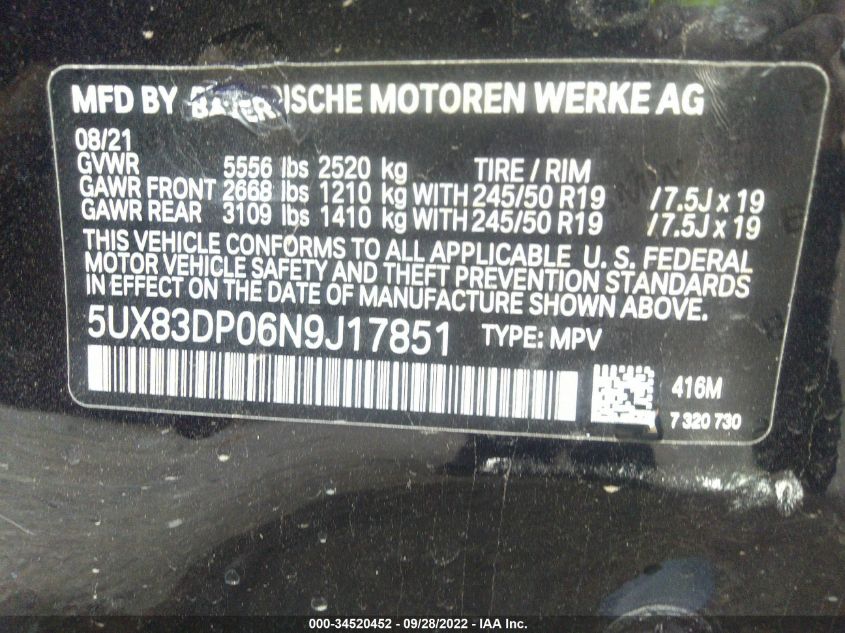 MFD BY BAYERISCHE MOTOREN WERKE AG
08/21
GVWR 5556 lbs 2520 kg TIRE / RIM
GAWR FRONT 2668 lbs 1210 kg WITH 245/50 R19 / 7.5J x 19
GAWR REAR 3109 lbs 1410 kg WITH 245/50 R19 / 7.5J x 19
THIS VEHICLE CONFORMS TO ALL APPLICABLE U. S. FEDERAL
MOTOR VEHICLE SAFETY AND THEFT PREVENTION STANDARDS
IN EFFECT ON THE DATE OF MANUFACTURE SHOWN ABOVE.
5UX83DP06N9J17851 TYPE: MPV
416M
7 320 730
000-34520452 - 09/28/2022 - IAA Inc.